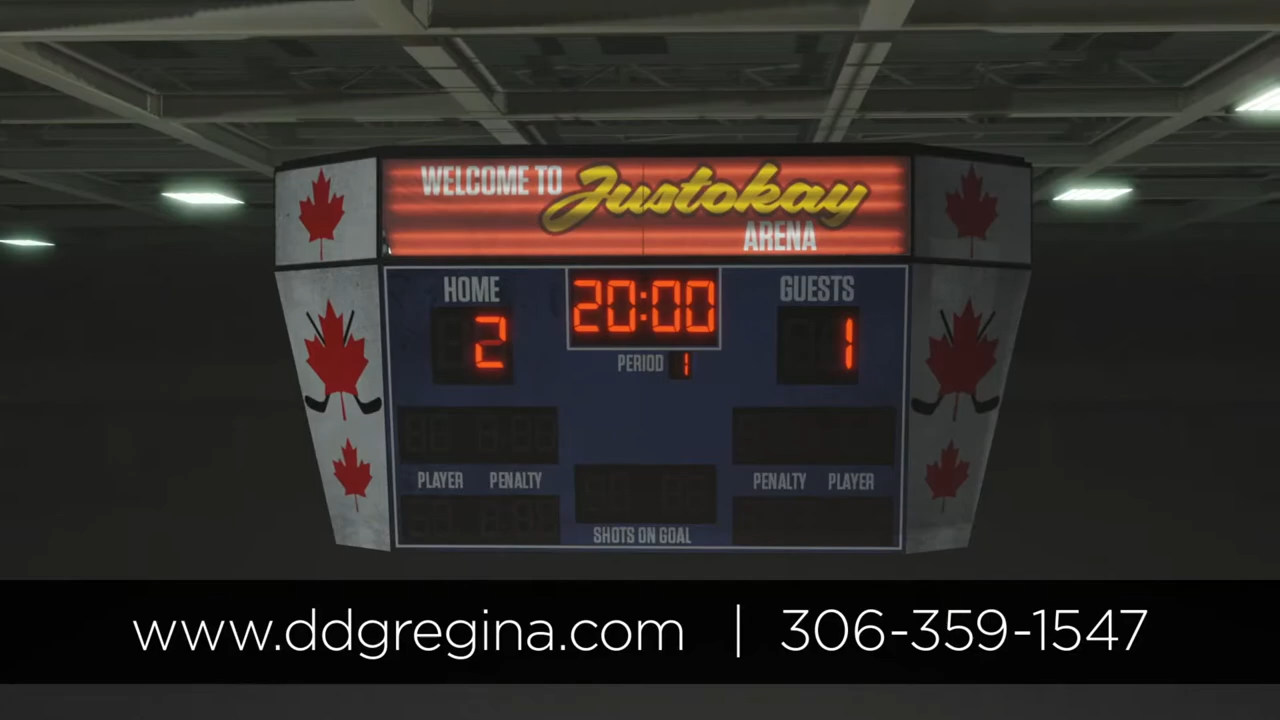 WELCOME TO Justokay
ARENA
HOME
20:00
GUESTS
2
1
PERIOD 1
PLAYER PENALTY
PENALTY PLAYER
SHOTS ON GOAL
www.ddgregina.com | 306-359-1547